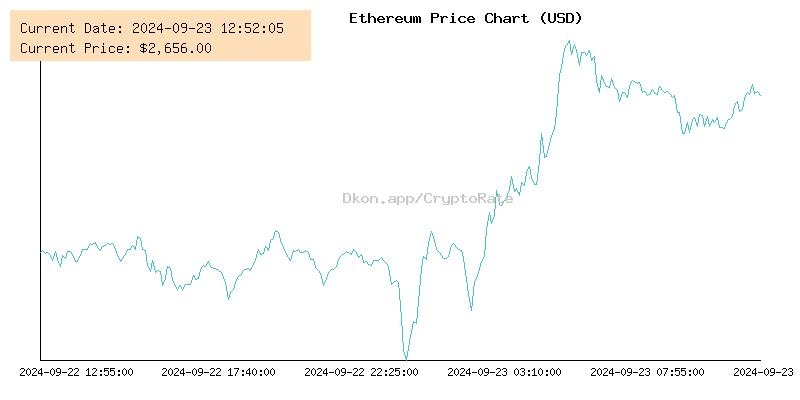 Ethereum Price Chart (USD)
Current Date: 2024-09-23 12:52:05
Current Price: $2,656.00
Dkon.app/CryptoRate
2024-09-22 12:55:00 2024-09-22 17:40:00 2024-09-22 22:25:00 2024-09-23 03:10:00 2024-09-23 07:55:00 2024-09-23